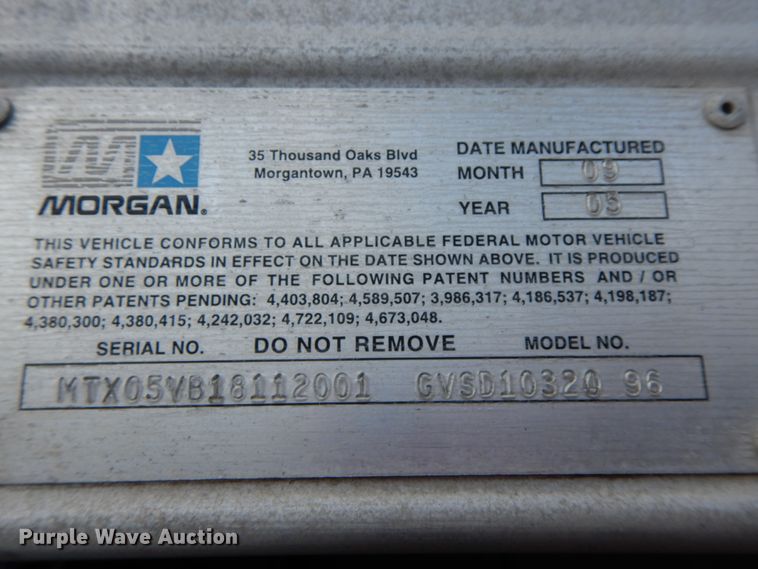 35 Thousand Oaks Blvd
Morgantown, PA 19543
DATE MANUFACTURED
MONTH 09
YEAR 05
MORGAN®
THIS VEHICLE CONFORMS TO ALL APPLICABLE FEDERAL MOTOR VEHICLE
SAFETY STANDARDS IN EFFECT ON THE DATE SHOWN ABOVE. IT IS PRODUCED
UNDER ONE OR MORE OF THE FOLLOWING PATENT NUMBERS AND / OR
OTHER PATENTS PENDING: 4,403,804; 4,589,507; 3,986,317; 4,186,537; 4,198,187;
4,380,300; 4,380,415; 4,242,032; 4,722,109; 4,673,048.
SERIAL NO. DO NOT REMOVE MODEL NO.
MTX05VB18112001 GVSD10320 96
Purple Wave Auction